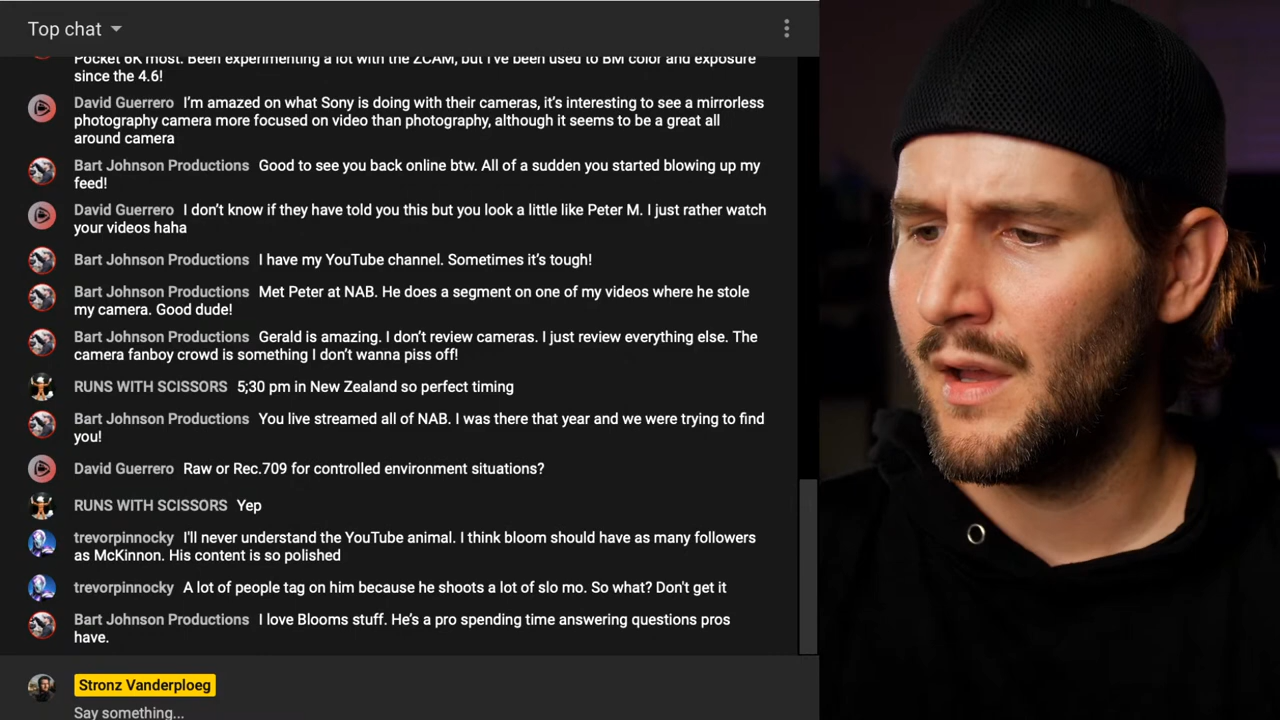 Top chat
Pocket 6K most. Been experimenting a lot with the ZCAM, but I've been used to BM color and exposure
since the 4.6!
David Guerrero I'm amazed on what Sony is doing with their cameras, it's interesting to see a mirrorless
photography camera more focused on video than photography, although it seems to be a great all
around camera
Bart Johnson Productions Good to see you back online btw. All of a sudden you started blowing up my
feed!
David Guerrero I don't know if they have told you this but you look a little like Peter M. I just rather watch
your videos haha
Bart Johnson Productions I have my YouTube channel. Sometimes it's tough!
Bart Johnson Productions Met Peter at NAB. He does a segment on one of my videos where he stole
my camera. Good dude!
Bart Johnson Productions Gerald is amazing. I don't review cameras. I just review everything else. The
camera fanboy crowd is something I don't wanna piss off!
RUNS WITH SCISSORS 5;30 pm in New Zealand so perfect timing
Bart Johnson Productions You live streamed all of NAB. I was there that year and we were trying to find
you!
David Guerrero Raw or Rec.709 for controlled environment situations?
RUNS WITH SCISSORS Yep
trevorpinnocky I'll never understand the YouTube animal. I think bloom should have as many followers
as McKinnon. His content is so polished
trevorpinnocky A lot of people tag on him because he shoots a lot of slo mo. So what? Don't get it
Bart Johnson Productions I love Blooms stuff. He's a pro spending time answering questions pros
have.
Stronz Vanderploeg
Say something...